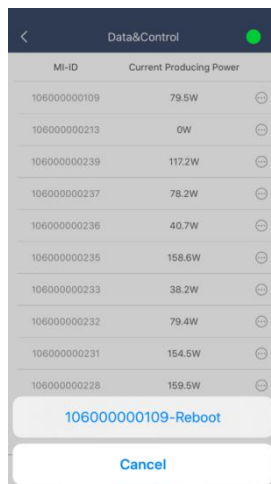 Data&Control
MI-ID Current Producing Power
106000000109 79.5W
106000000213 0W
106000000239 117.2W
106000000237 78.2W
106000000236 40.7W
106000000235 158.6W
106000000233 38.2W
106000000232 79.4W
106000000231 154.5W
106000000228 159.5W
106000000109-Reboot
Cancel